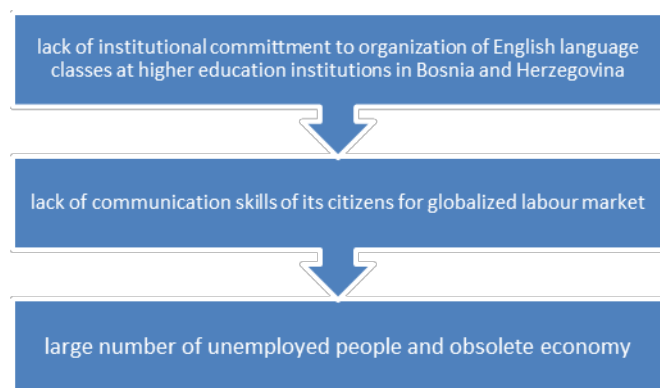 lack of institutional committment to organization of English language
classes at higher education institutions in Bosnia and Herzegovina
lack of communication skills of its citizens for globalized labour market
large number of unemployed people and obsolete economy